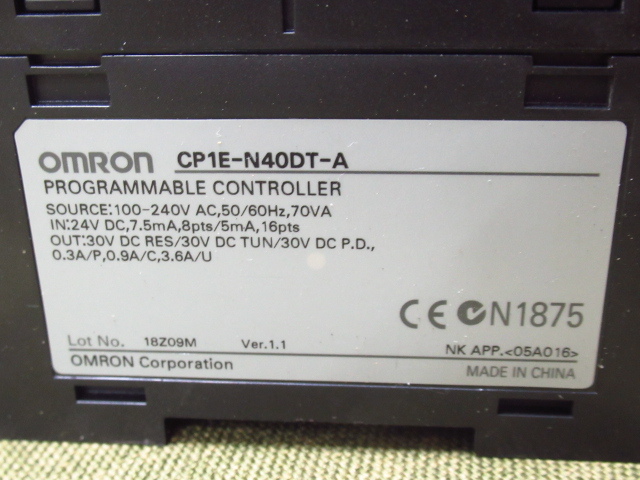 OMRON CP1E-N40DT-A
PROGRAMMABLE CONTROLLER
SOURCE:100-240V AC,50/60Hz,70VA
IN:24V DC,7.5mA,8pts/5mA,16pts
OUT:30V DC RES/30V DC TUN/30V DC P.D.,
0.3A/P,0.9A/C,3.6A/U
CE N1875
Lot No. 18Z09M Ver.1.1 NK APP.<05A016>
OMRON Corporation MADE IN CHINA